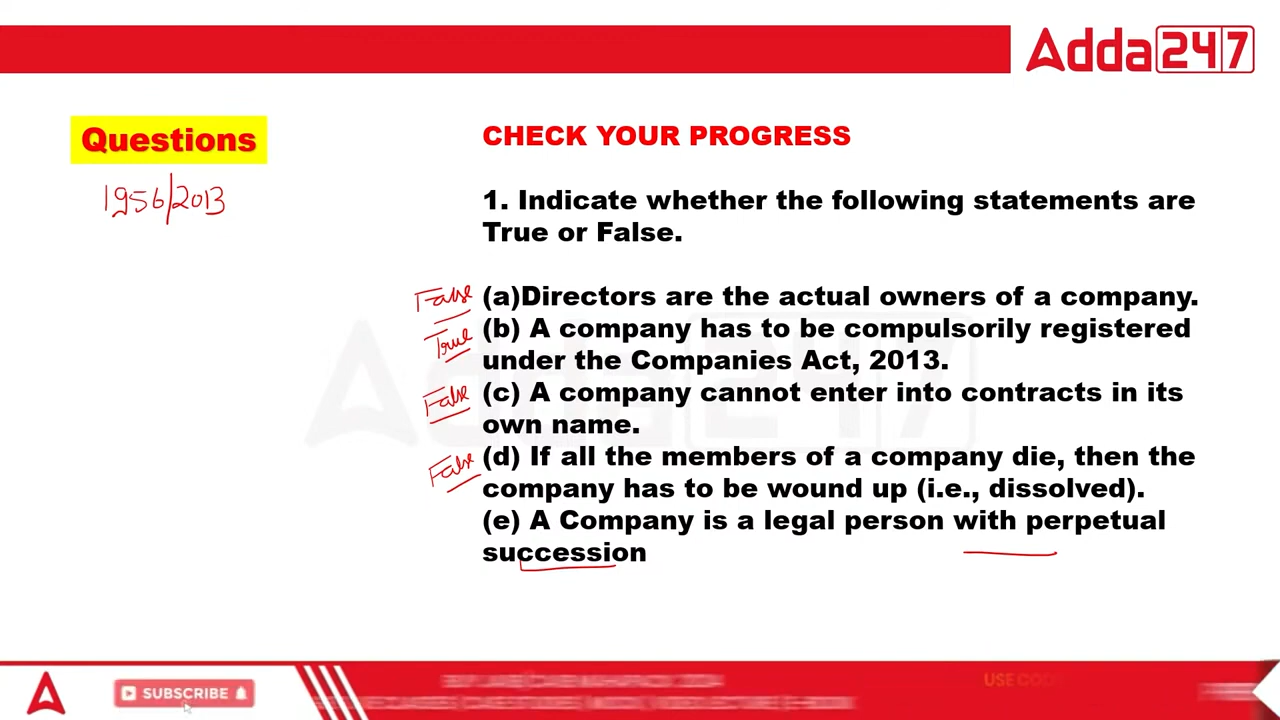 Adda247
Questions
1956/2013
CHECK YOUR PROGRESS
1. Indicate whether the following statements are
True or False.
False (a)Directors are the actual owners of a company.
True (b) A company has to be compulsorily registered
under the Companies Act, 2013.
False (c) A company cannot enter into contracts in its
own name.
False (d) If all the members of a company die, then the
company has to be wound up (i.e., dissolved).
(e) A Company is a legal person with perpetual
succession
SUBSCRIBE
USE COD